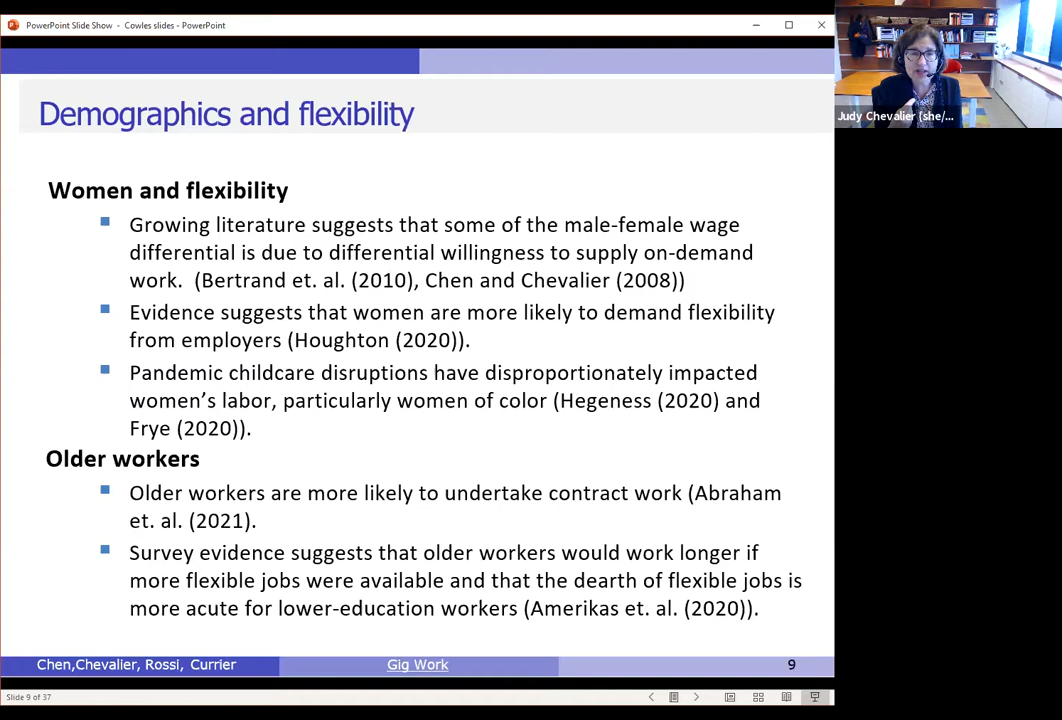 PowerPoint Slide Show - Cowles slides - PowerPoint
Judy Chevalier (she/...
Demographics and flexibility
Women and flexibility
Growing literature suggests that some of the male-female wage
differential is due to differential willingness to supply on-demand
work. (Bertrand et. al. (2010), Chen and Chevalier (2008))
Evidence suggests that women are more likely to demand flexibility
from employers (Houghton (2020)).
Pandemic childcare disruptions have disproportionately impacted
women’s labor, particularly women of color (Hegeness (2020) and
Frye (2020)).
Older workers
Older workers are more likely to undertake contract work (Abraham
et. al. (2021).
Survey evidence suggests that older workers would work longer if
more flexible jobs were available and that the dearth of flexible jobs is
more acute for lower-education workers (Amerikas et. al. (2020)).
Chen,Chevalier, Rossi, Currier
Gig Work
9
Slide 9 of 37